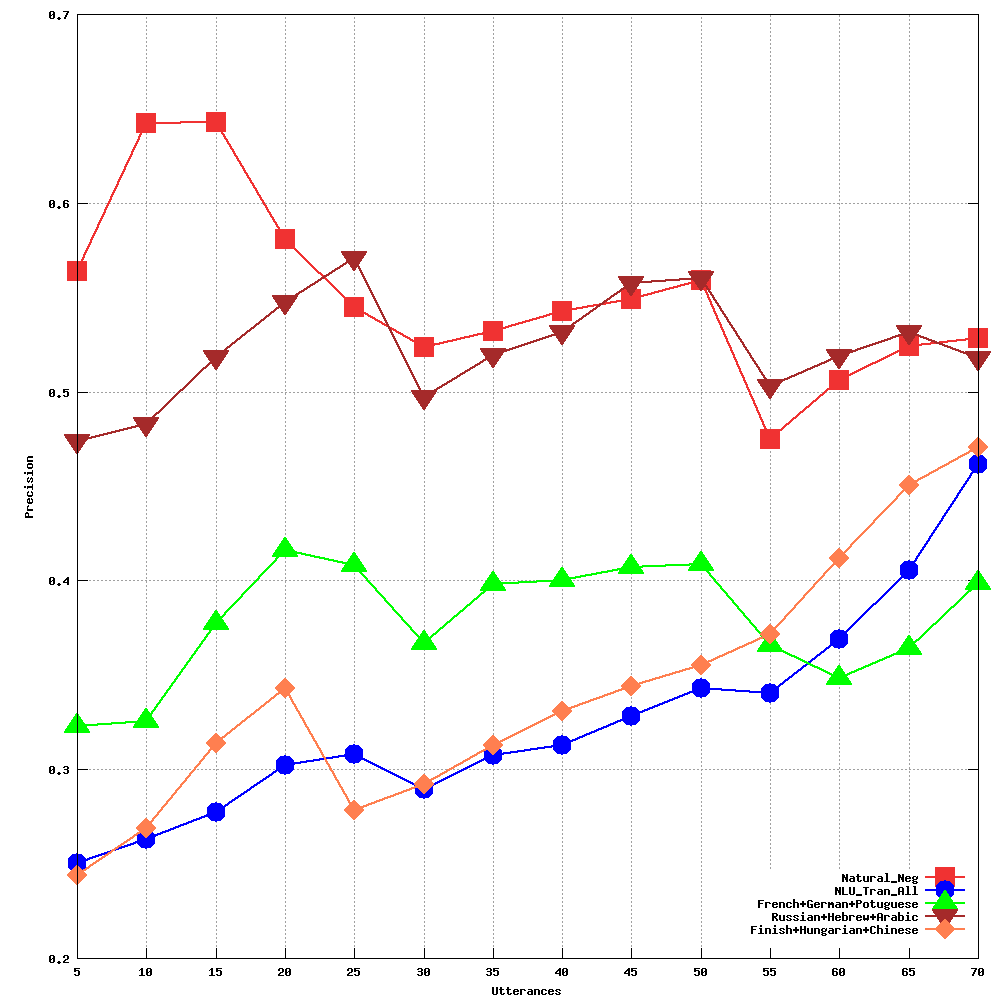 0.7
0.6
0.5
0.4
0.3
0.2
Precision
5 10 15 20 25 30 35 40 45 50 55 60 65 70
Utterances
Natural_Neg
NLU_Tran_All
French+German+Potuguese
Russian+Hebrew+Arabic
Finish+Hungarian+Chinese